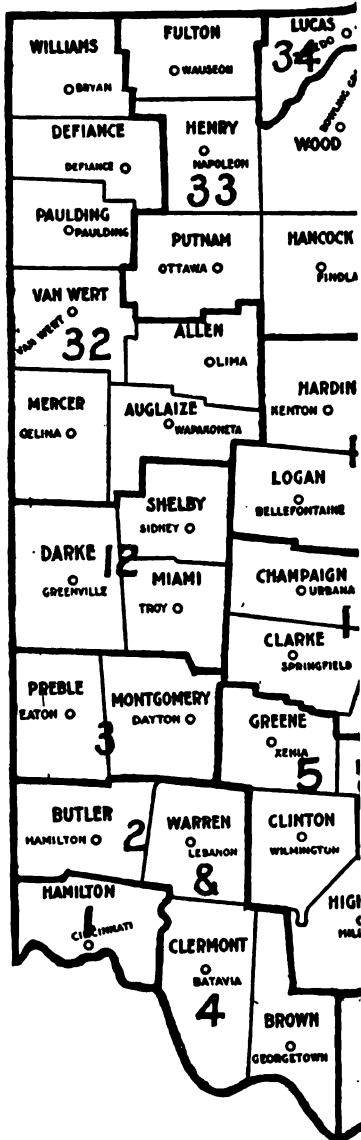 WILLIAMS
BRYAN
FULTON
WAUSEON
LUCAS
34
DEFIANCE
DEFIANCE
HENRY
NAPOLEON
33
WOOD
PAULDING
PAULDING
PUTNAM
OTTAWA
HANCOCK
FINDLA
VAN WERT
VAN WERT
32
ALLEN
LIMA
MERCER
CELINA
AUGLAIZE
WAPAKONETA
HARDIN
KENTON
SHELBY
SIDNEY
LOGAN
BELLEFONTAINE
DARKE
12
GREENVILLE
MIAMI
TROY
CHAMPAIGN
URBANA
CLARKE
SPRINGFIELD
PREBLE
EATON
3
MONTGOMERY
DAYTON
GREENE
XENIA
5
BUTLER
HAMILTON
2
WARREN
LEBANON
&
CLINTON
WILMINGTON
HAMILTON
1
CINCINNATI
CLERMONT
BATAVIA
4
HIGH
BROWN
GEORGETOWN